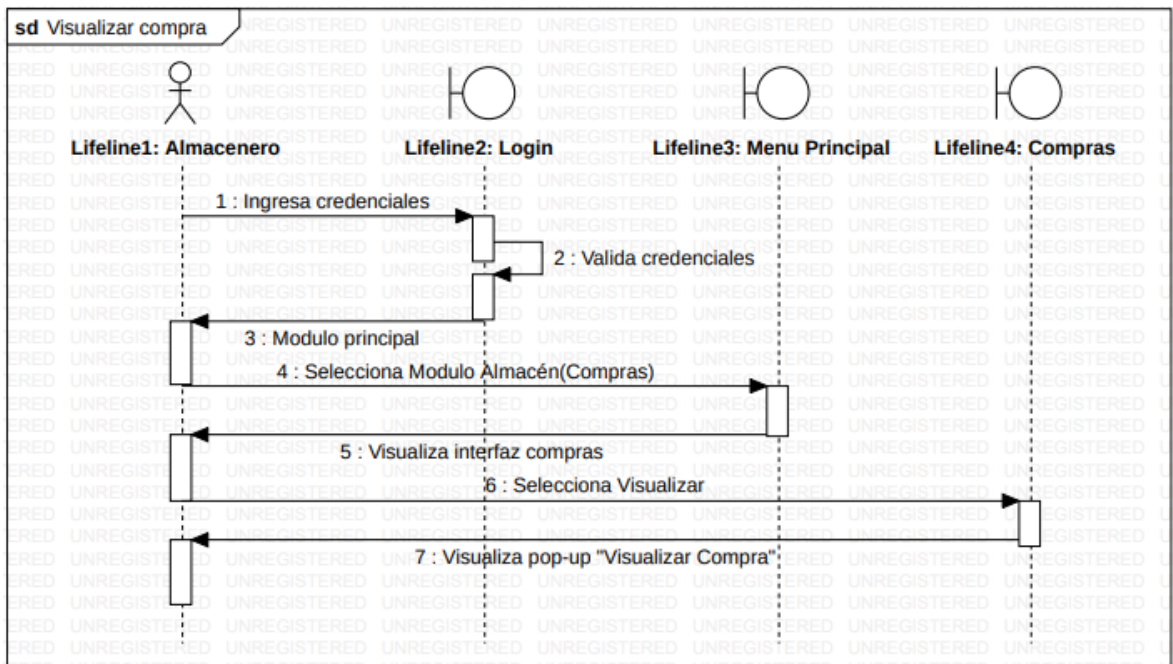 sd Visualizar compra
Lifeline1: Almacenero
Lifeline2: Login
Lifeline3: Menu Principal
Lifeline4: Compras
1 : Ingresa credenciales
2 : Valida credenciales
3 : Modulo principal
4 : Selecciona Modulo Almacén(Compras)
5 : Visualiza interfaz compras
6 : Selecciona Visualizar
7 : Visualiza pop-up "Visualizar Compra"
UNREGISTERED